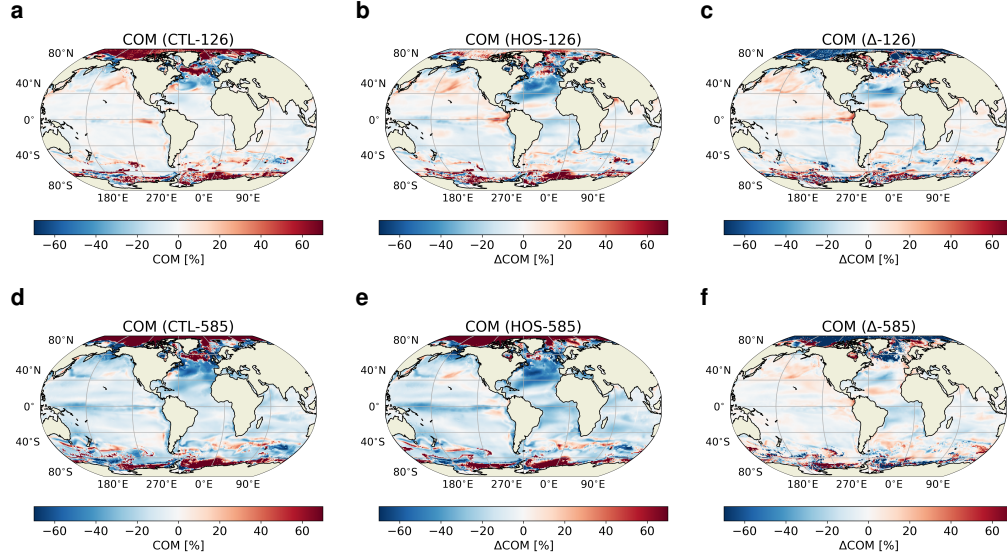 a
b
c
COM (CTL-126)
COM (HOS-126)
COM (Δ-126)
80°N
40°N
0°
40°S
80°S
180°E 270°E 0°E 90°E
80°N
40°N
0°
40°S
80°S
180°E 270°E 0°E 90°E
80°N
40°N
0°
40°S
80°S
180°E 270°E 0°E 90°E
−60 −40 −20 0 20 40 60
COM [%]
−60 −40 −20 0 20 40 60
ΔCOM [%]
−60 −40 −20 0 20 40 60
ΔCOM [%]
d
e
f
COM (CTL-585)
COM (HOS-585)
COM (Δ-585)
80°N
40°N
0°
40°S
80°S
180°E 270°E 0°E 90°E
80°N
40°N
0°
40°S
80°S
180°E 270°E 0°E 90°E
80°N
40°N
0°
40°S
80°S
180°E 270°E 0°E 90°E
−60 −40 −20 0 20 40 60
COM [%]
−60 −40 −20 0 20 40 60
ΔCOM [%]
−60 −40 −20 0 20 40 60
ΔCOM [%]